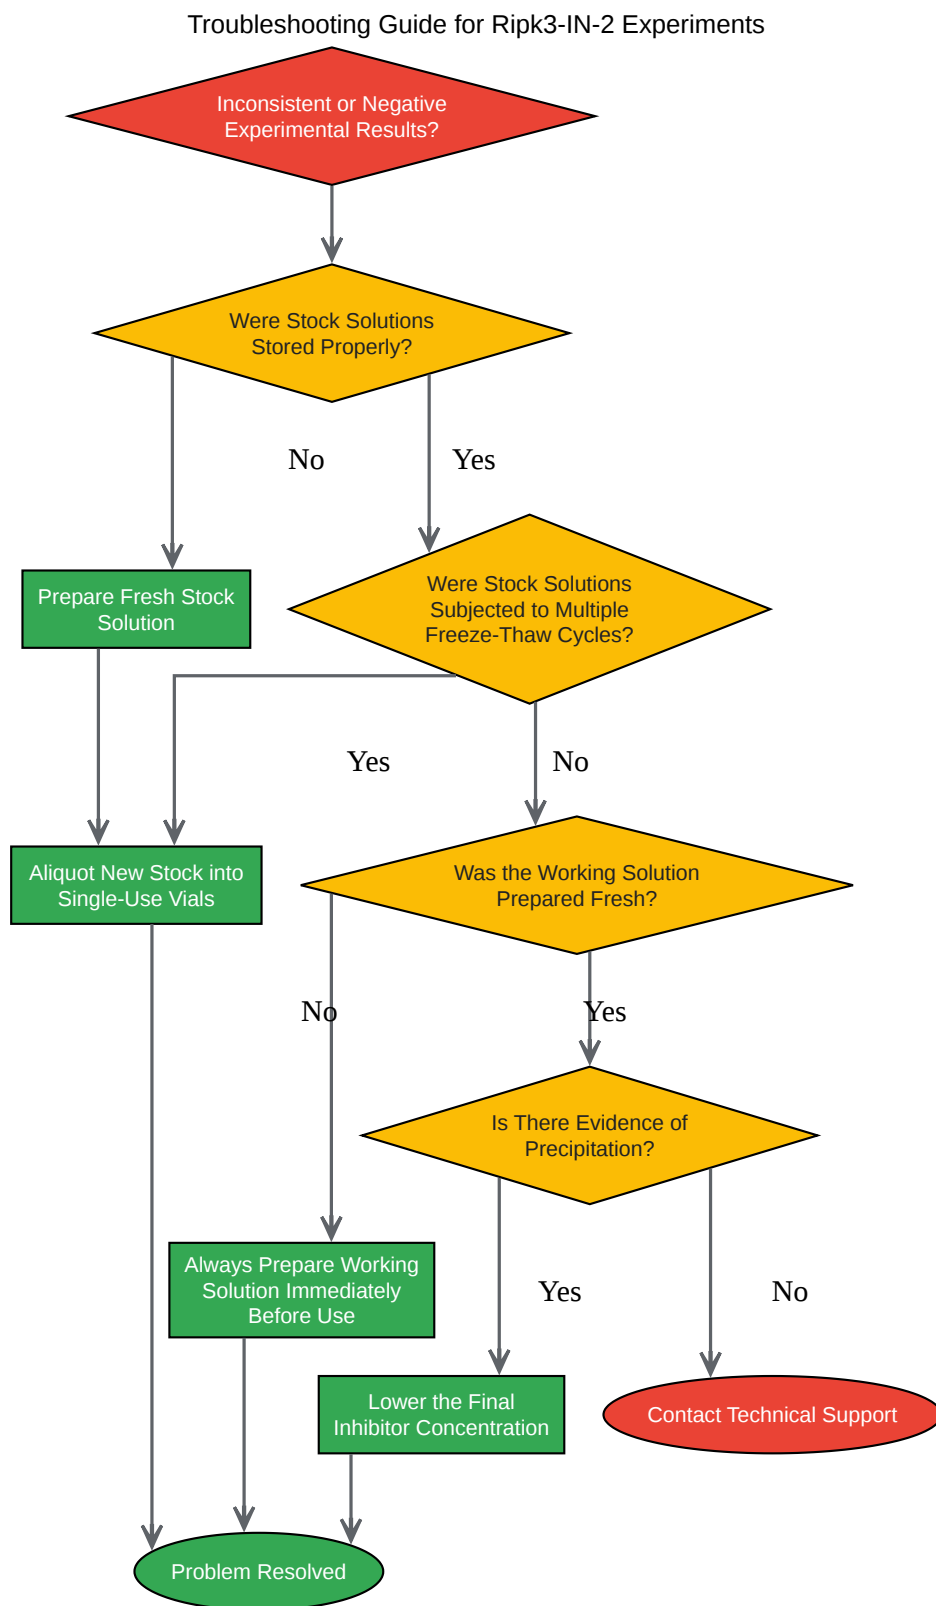 Troubleshooting Guide for Ripk3-IN-2 Experiments
Inconsistent or Negative
Experimental Results?
Were Stock Solutions
Stored Properly?
No
Yes
Prepare Fresh Stock
Solution
Were Stock Solutions
Subjected to Multiple
Freeze-Thaw Cycles?
Yes
No
Aliquot New Stock into
Single-Use Vials
Was the Working Solution
Prepared Fresh?
No
Yes
Is There Evidence of
Precipitation?
Always Prepare Working
Solution Immediately
Before Use
Yes
No
Lower the Final
Inhibitor Concentration
Contact Technical Support
Problem Resolved